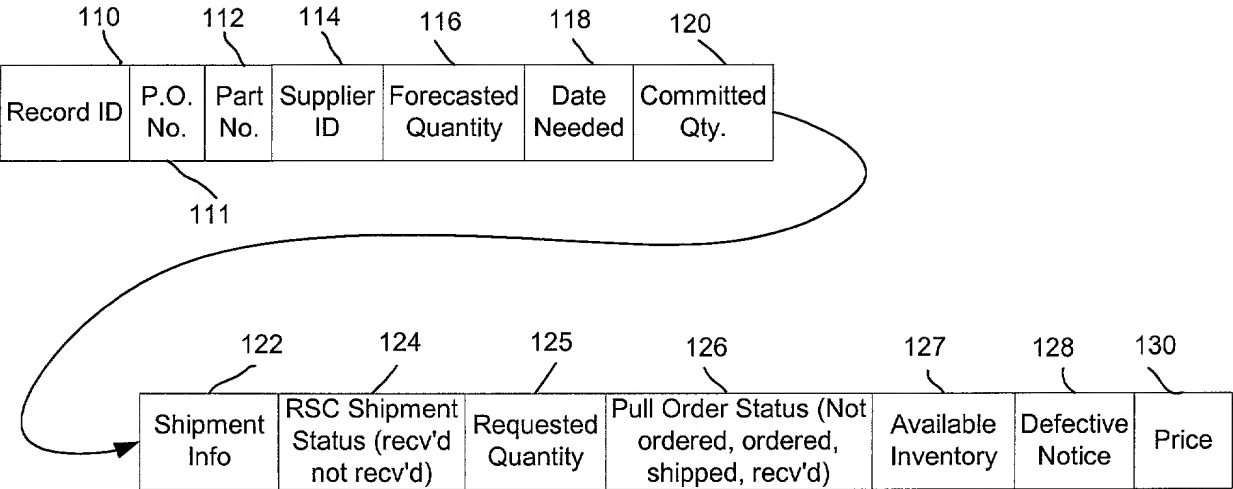 110 112 114 116 118 120
Record ID P.O. No. Part No. Supplier ID Forecasted Quantity Date Needed Committed Qty.
111
122 124 125 126 127 128 130
Shipment Info RSC Shipment Status (recv'd not recv'd) Requested Quantity Pull Order Status (Not ordered, ordered, shipped, recv'd) Available Inventory Defective Notice Price